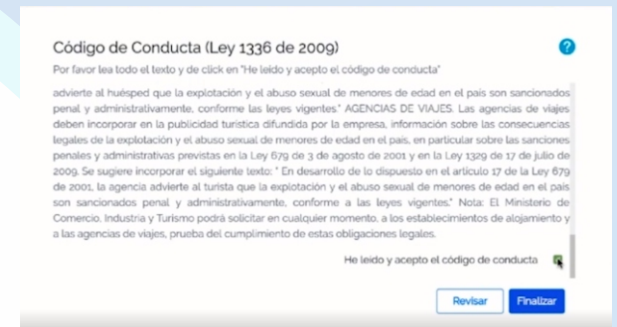 Código de Conducta (Ley 1336 de 2009)
?
Por favor lea todo el texto y de click en "He leido y acepto el código de conducta"
advierte al huésped que la explotación y el abuso sexual de menores de edad en el país son sancionados
penal y administrativamente, conforme las leyes vigentes." AGENCIAS DE VIAJES. Las agencias de viajes
deben incorporar en la publicidad turística difundida por la empresa, información sobre las consecuencias
legales de la explotación y el abuso sexual de menores de edad en el país, en particular sobre las sanciones
penales y administrativas previstas en la Ley 679 de 3 de agosto de 2001 y en la Ley 1329 de 17 de julio de
2009. Se sugiere incorporar el siguiente texto: " En desarrollo de lo dispuesto en el artículo 17 de la Ley 679
de 2001, la agencia advierte al turista que la explotación y el abuso sexual de menores de edad en el país
son sancionados penal y administrativamente, conforme a las leyes vigentes." Nota: El Ministerio de
Comercio, Industria y Turismo podrá solicitar en cualquier momento, a los establecimientos de alojamiento y
a las agencias de viajes, prueba del cumplimiento de estas obligaciones legales.
He leido y acepto el código de conducta
Revisar
Finalizar